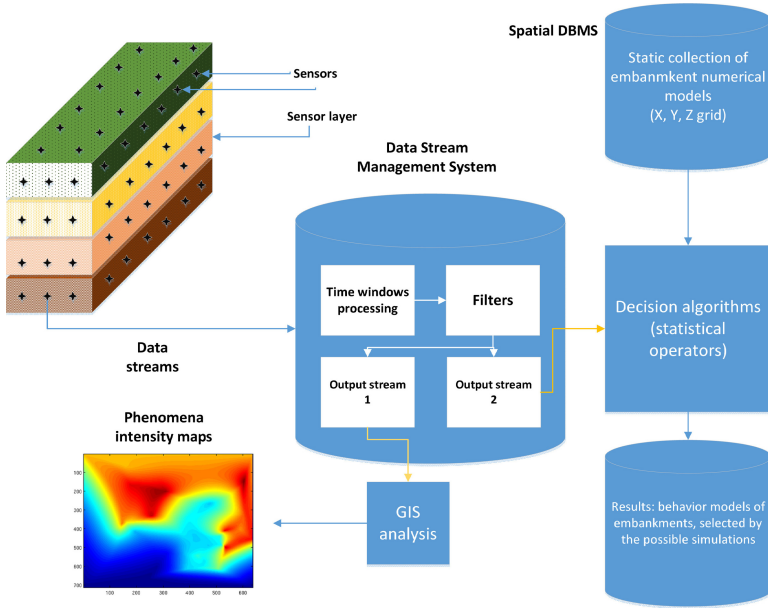 Spatial DBMS
Static collection of
embanmkent numerical
models
(X, Y, Z grid)
Sensors
Sensor layer
Data Stream
Management System
Time windows
processing
Filters
Decision algorithms
(statistical
operators)
Data
streams
Output stream
1
Output stream
2
Phenomena
intensity maps
100
200
300
400
500
600
700
100
200
300
400
500
600
GIS
analysis
Results: behavior models of
embankments, selected by
the possible simulations